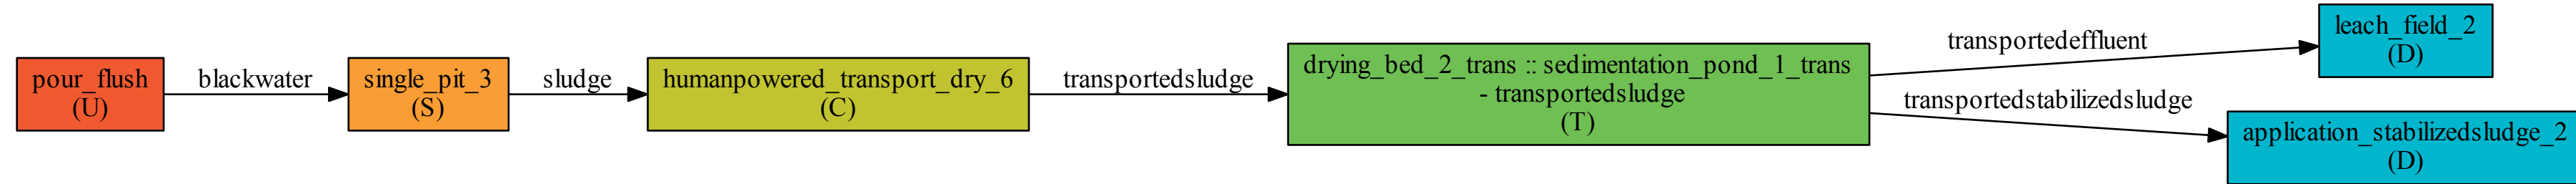 pour_flush
(U)
blackwater
single_pit_3
(S)
sludge
humanpowered_transport_dry_6
(C)
transportedsludge
drying_bed_2_trans :: sedimentation_pond_1_trans
- transportedsludge
(T)
transportedeffluent
leach_field_2
(D)
transportedstabilizedsludge
application_stabilizedsludge_2
(D)